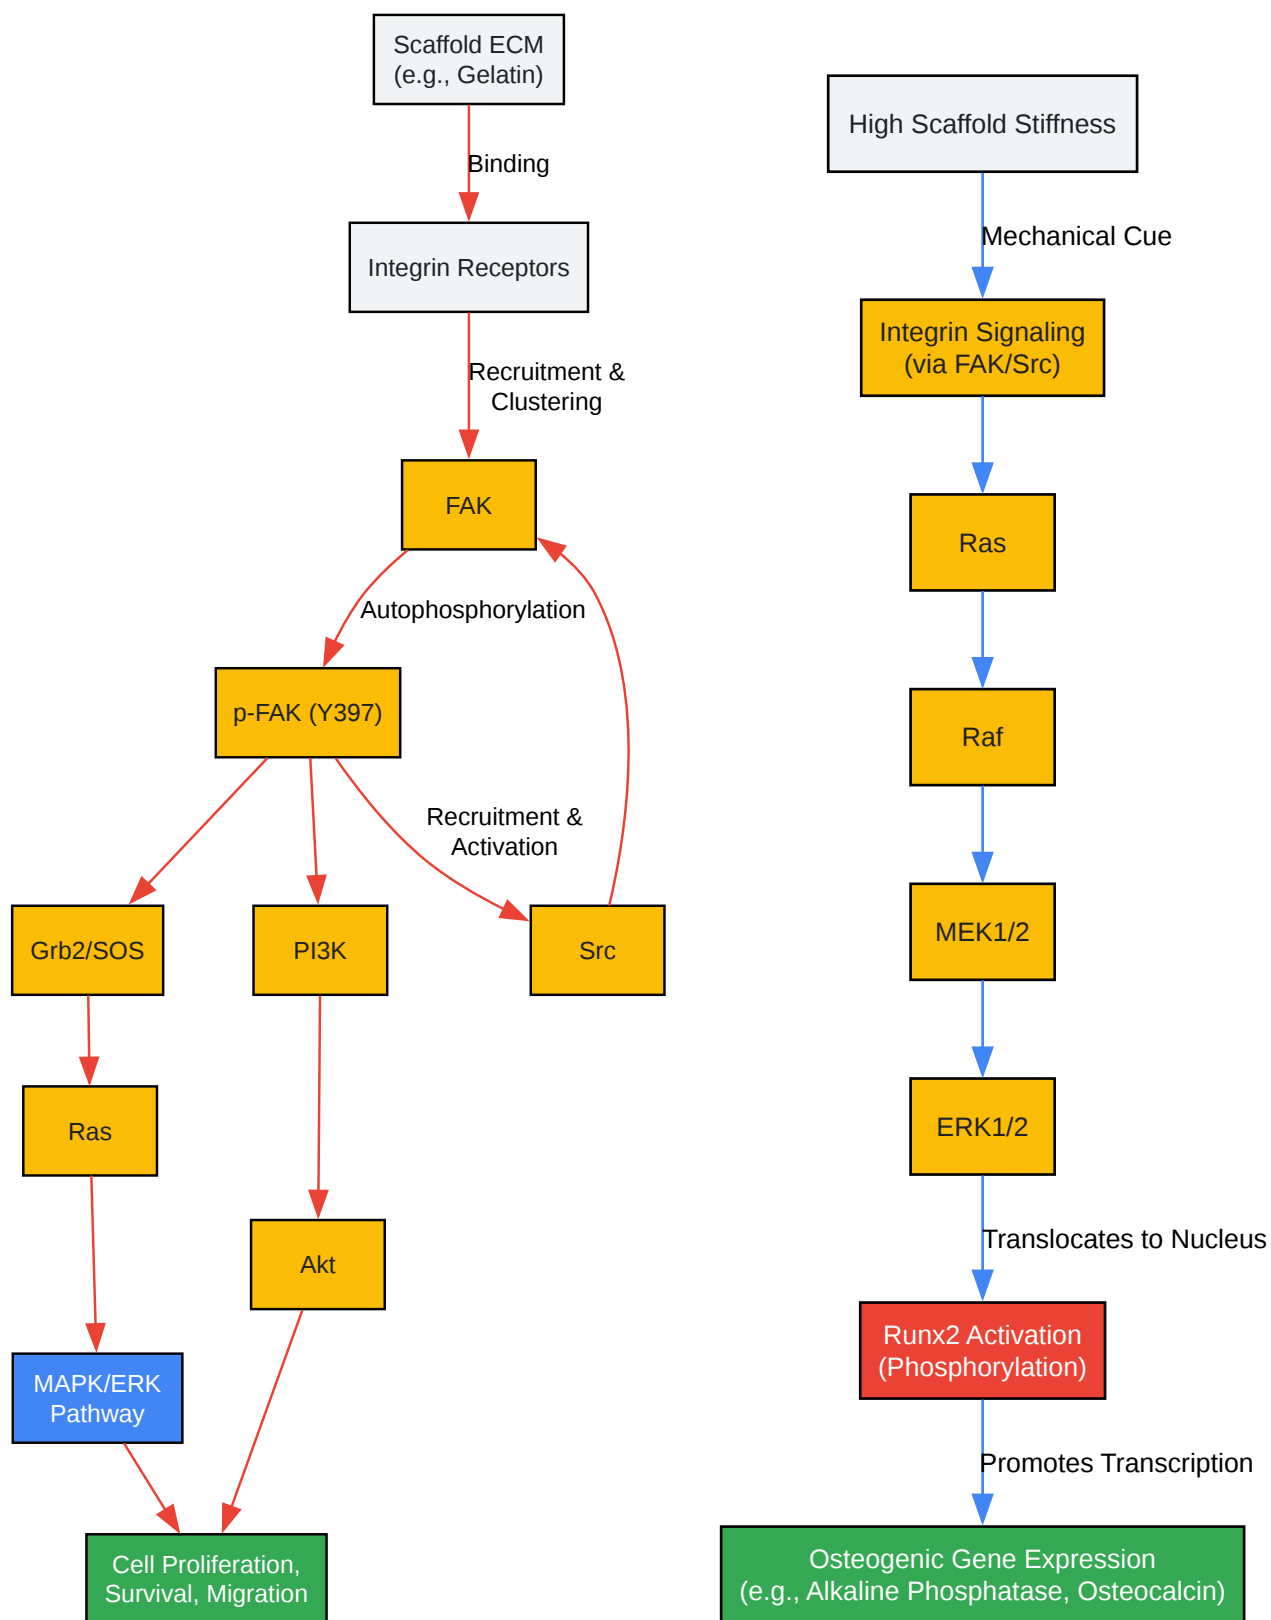 Scaffold ECM
(e.g., Gelatin)
Binding
Integrin Receptors
Recruitment &
Clustering
FAK
Autophosphorylation
p-FAK (Y397)
Recruitment &
Activation
Grb2/SOS
PI3K
Src
Ras
Akt
MAPK/ERK
Pathway
Cell Proliferation,
Survival, Migration
High Scaffold Stiffness
Mechanical Cue
Integrin Signaling
(via FAK/Src)
Ras
Raf
MEK1/2
ERK1/2
Translocates to Nucleus
Runx2 Activation
(Phosphorylation)
Promotes Transcription
Osteogenic Gene Expression
(e.g., Alkaline Phosphatase, Osteocalcin)